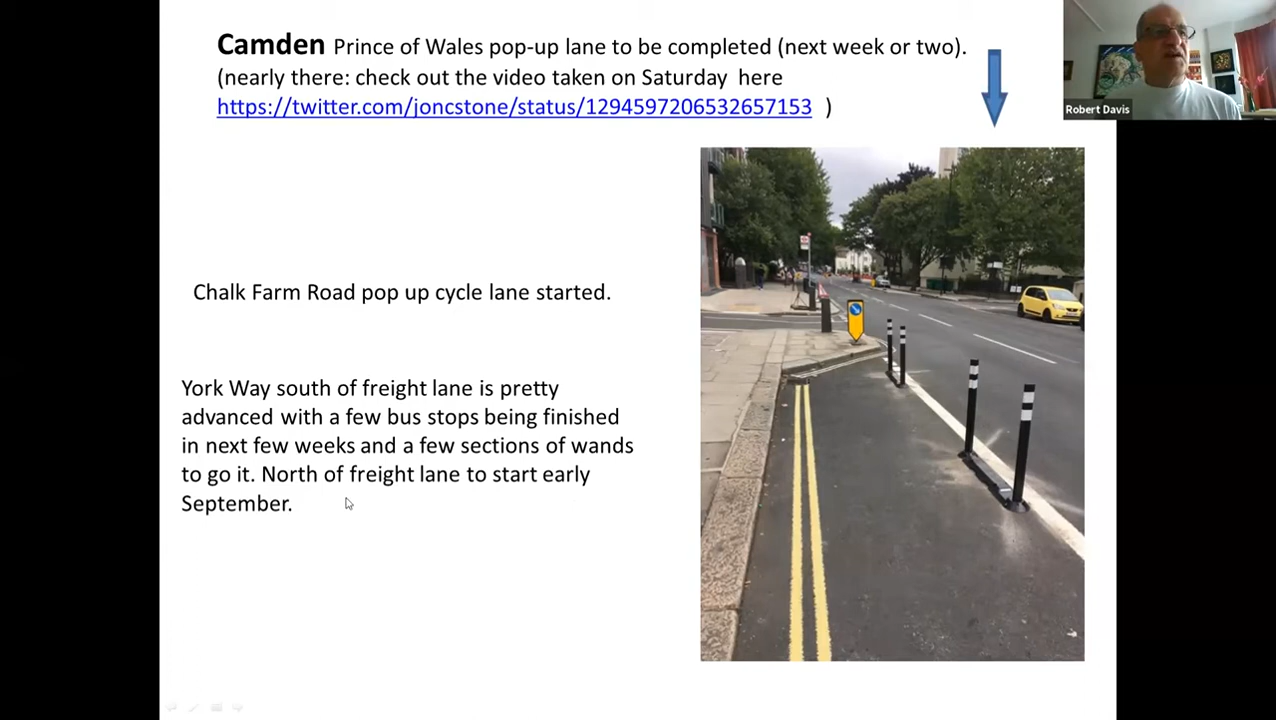 Camden Prince of Wales pop-up lane to be completed (next week or two).
(nearly there: check out the video taken on Saturday here
https://twitter.com/joncstone/status/1294597206532657153 )
Robert Davis
Chalk Farm Road pop up cycle lane started.
York Way south of freight lane is pretty
advanced with a few bus stops being finished
in next few weeks and a few sections of wands
to go it. North of freight lane to start early
September.